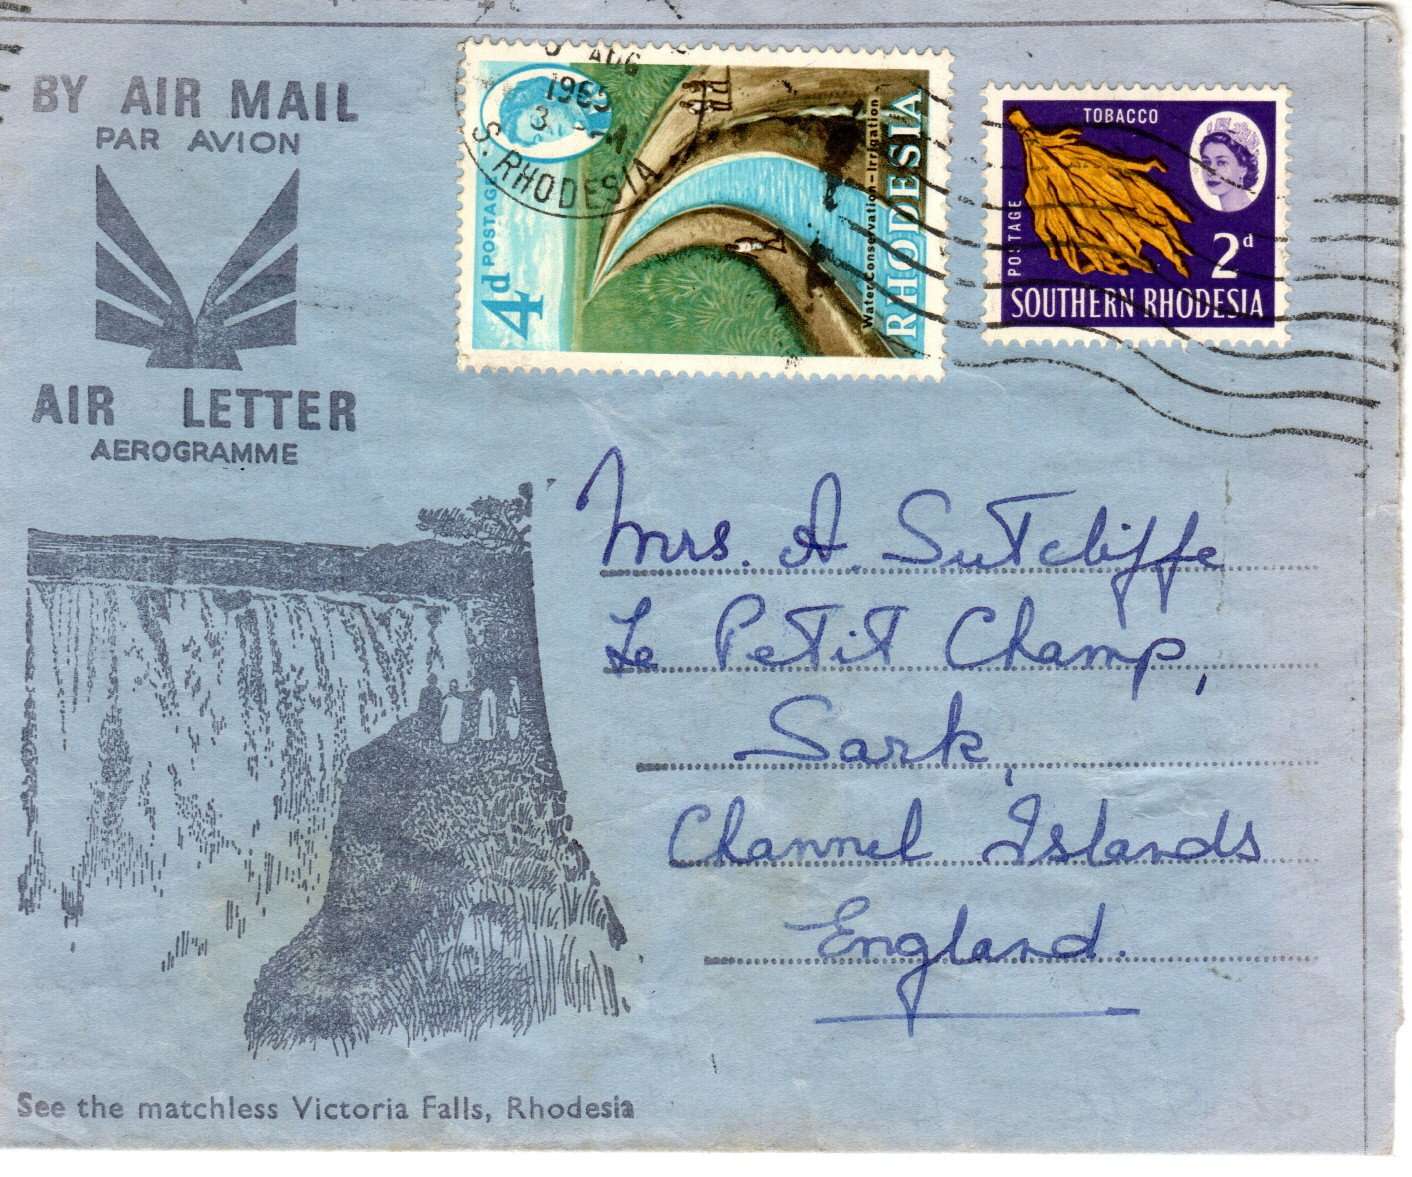 BY AIR MAIL
PAR AVION
AIR LETTER
AEROGRAMME
AUG
S. RHODESIA
4d POSTAGE
Water Conservation-Irrigation
RHODESIA
TOBACCO
POSTAGE
2d
SOUTHERN RHODESIA
Mrs. A. Sutcliffe
Le Petit Champ,
Sark,
Channel Islands
England.
See the matchless Victoria Falls, Rhodesia